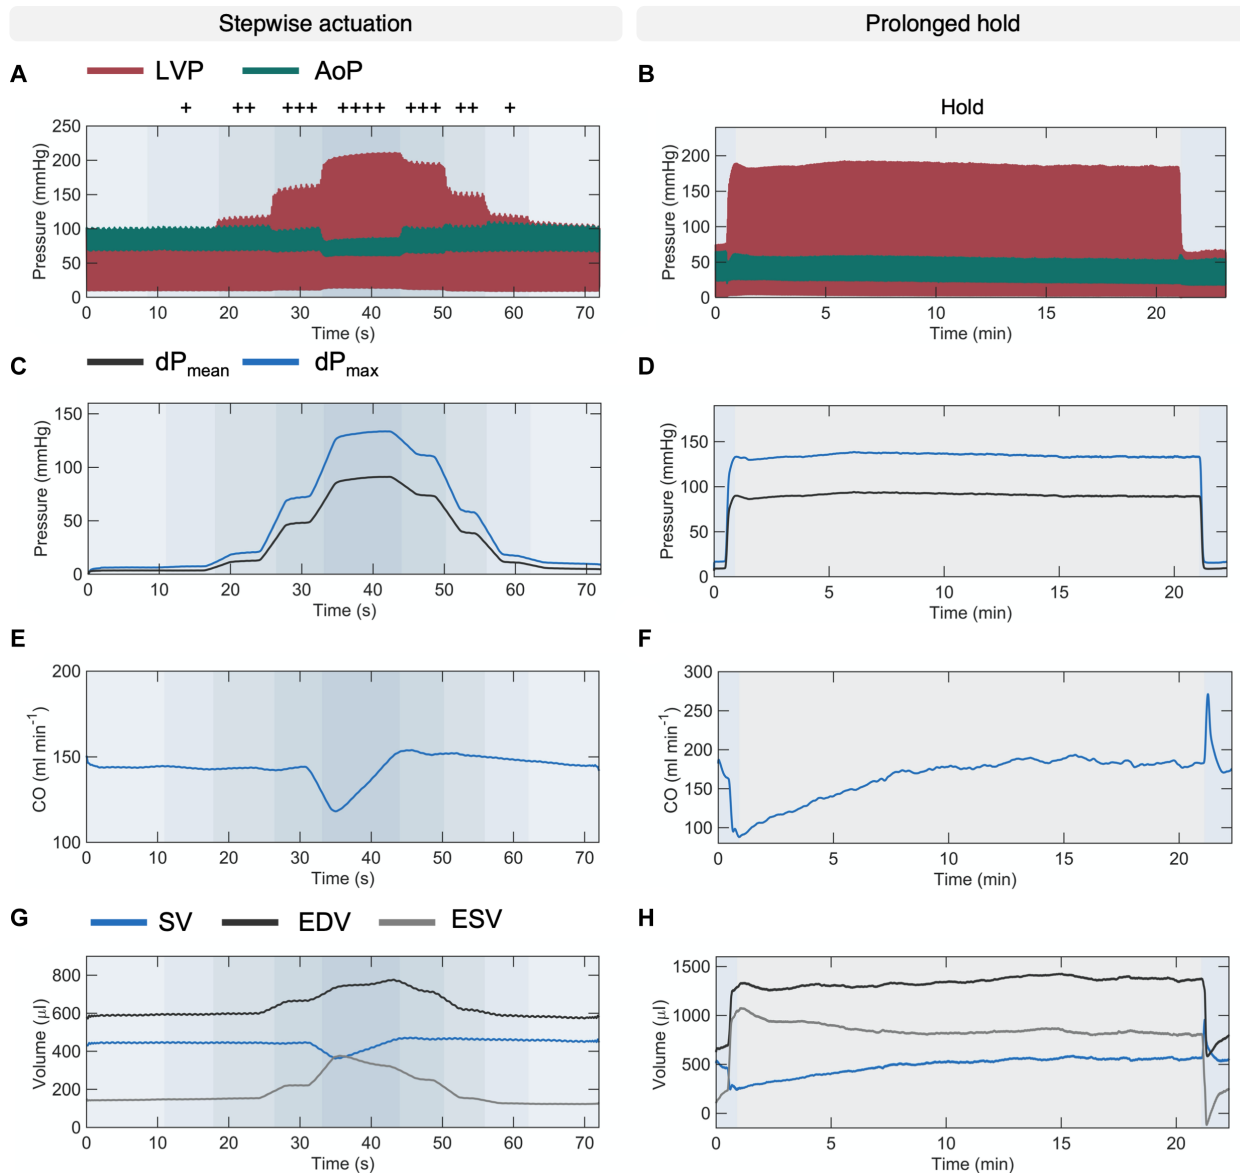 Stepwise actuation
Prolonged hold
A
LVP
AoP
B
+ ++ +++ ++++ +++ ++ +
Hold
250
200
150
100
50
0
Pressure (mmHg)
0 10 20 30 40 50 60 70
Time (s)
200
150
100
50
0
Pressure (mmHg)
0 5 10 15 20
Time (min)
C
dPmean
dPmax
D
150
100
50
0
Pressure (mmHg)
0 10 20 30 40 50 60 70
Time (s)
150
100
50
0
Pressure (mmHg)
0 5 10 15 20
Time (min)
E
F
200
150
100
CO (ml min-1)
0 10 20 30 40 50 60 70
Time (s)
300
250
200
150
100
CO (ml min-1)
0 5 10 15 20
Time (min)
G
SV
EDV
ESV
H
800
600
400
200
0
Volume (μl)
0 10 20 30 40 50 60 70
Time (s)
1500
1000
500
0
Volume (μl)
0 5 10 15 20
Time (min)